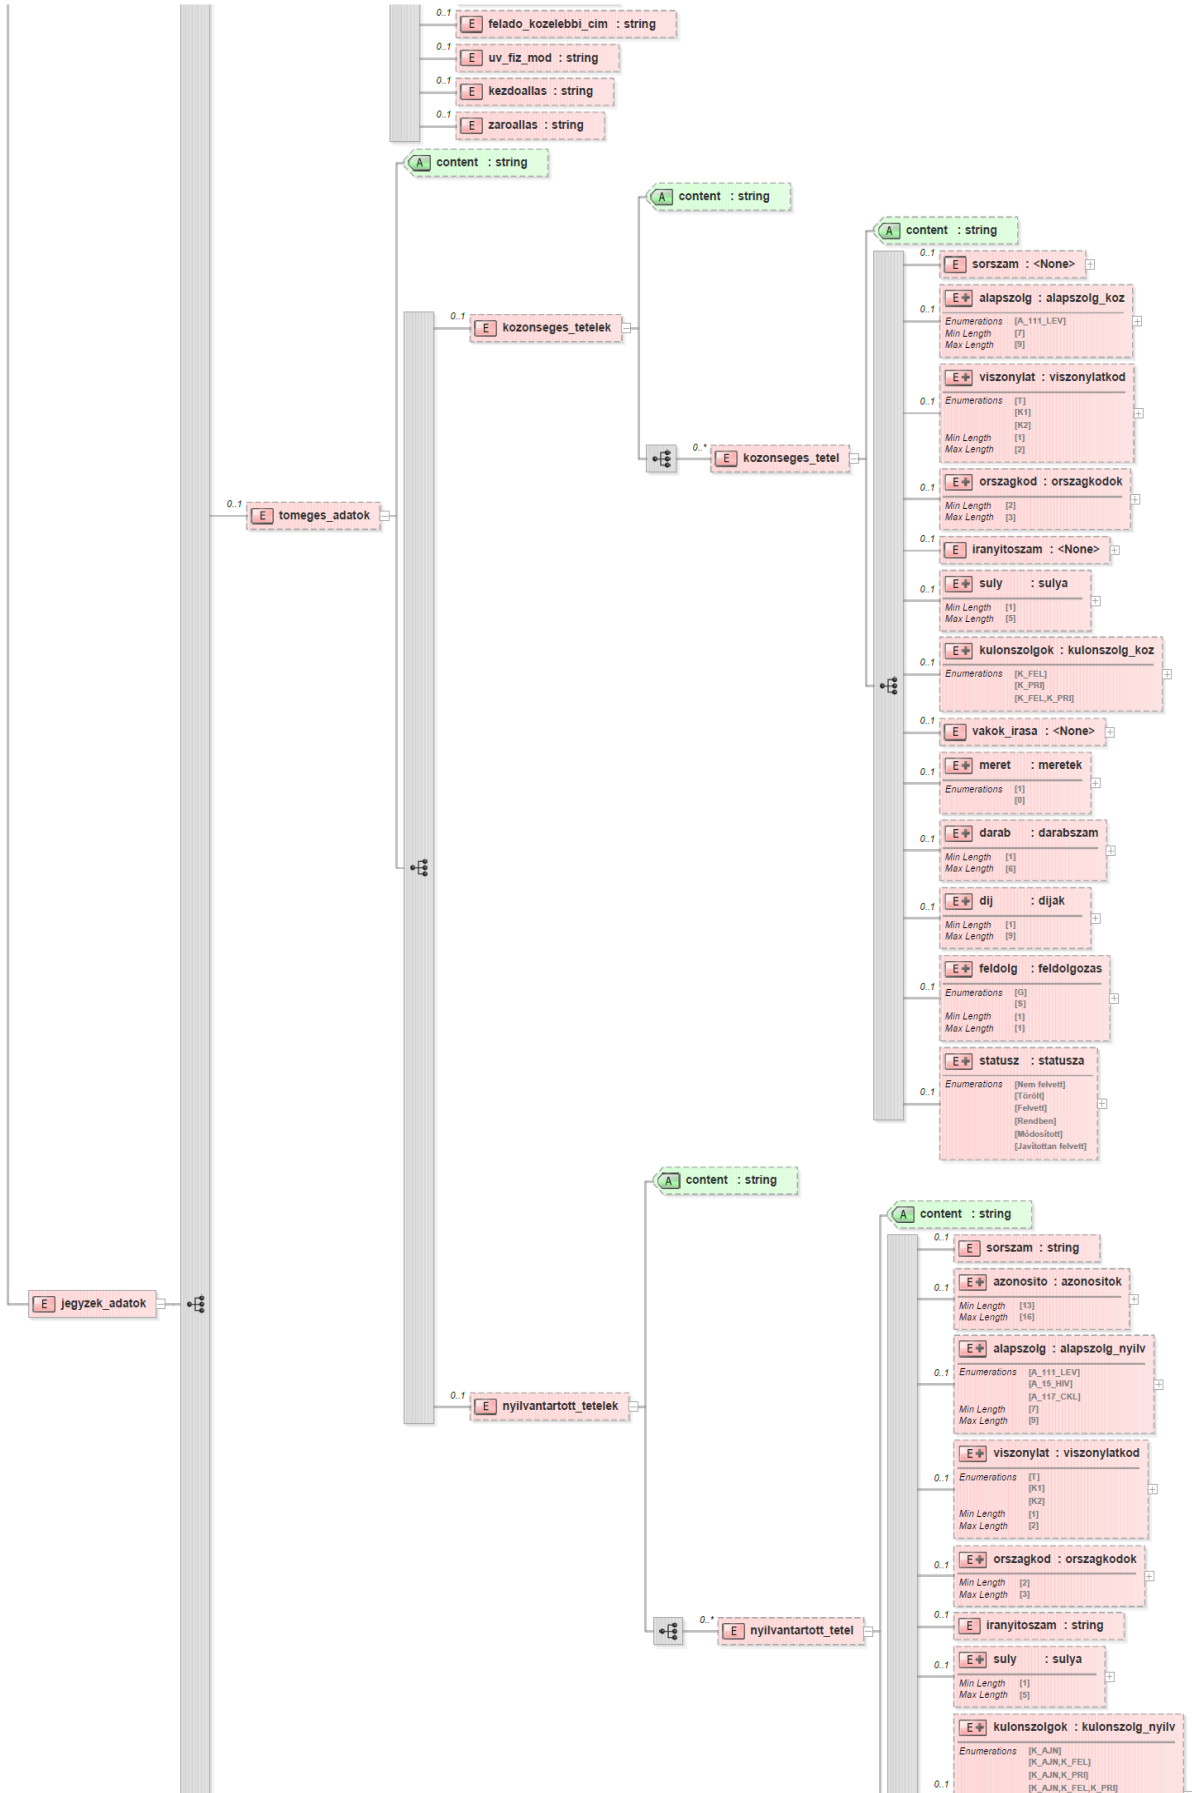 0..1
E felado_kozelebbi_cim : string
0..1
E uv_fiz_mod : string
0..1
E kezdoallas : string
0..1
E zaroallas : string
A content : string
A content : string
A content : string
0..1
E sorszam : <None>
0..1
E alapszolg : alapszolg_koz
Enumerations [A_111_LEV]
Min Length [7]
Max Length [9]
0..1
E kozonseges_tetelek
0..1
E viszonylat : viszonylatkod
Enumerations [T]
[K1]
[K2]
Min Length [1]
Max Length [2]
0..*
E kozonseges_tetel
0..1
E orszagkod : orszagkodok
Min Length [2]
Max Length [3]
0..1
E tomeges_adatok
0..1
E iranyitoszam : <None>
0..1
E suly : sulya
Min Length [1]
Max Length [5]
0..1
E kulonszolgok : kulonszolg_koz
Enumerations [K_FEL]
[K_PRI]
[K_FEL,K_PRI]
0..1
E vakok_irasa : <None>
0..1
E meret : meretek
Enumerations [1]
[0]
0..1
E darab : darabszam
Min Length [1]
Max Length [6]
0..1
E dij : dijak
Min Length [1]
Max Length [9]
0..1
E feldolg : feldolgozas
Enumerations [G]
[S]
Min Length [1]
Max Length [1]
0..1
E statusz : statusza
Enumerations [Nem felvett]
[Törölt]
[Felvett]
[Rendben]
[Módosított]
[Javítottan felvett]
A content : string
A content : string
0..1
E sorszam : string
0..1
E azonosito : azonositok
Min Length [13]
Max Length [16]
E jegyzek_adatok
0..1
E alapszolg : alapszolg_nyilv
Enumerations [A_111_LEV]
[A_15_HIV]
[A_117_CKL]
Min Length [7]
Max Length [9]
0..1
E nyilvantartott_tetelek
0..1
E viszonylat : viszonylatkod
Enumerations [T]
[K1]
[K2]
Min Length [1]
Max Length [2]
0..1
E orszagkod : orszagkodok
Min Length [2]
Max Length [3]
0..*
E nyilvantartott_tetel
0..1
E iranyitoszam : string
0..1
E suly : sulya
Min Length [1]
Max Length [5]
0..1
E kulonszolgok : kulonszolg_nyilv
Enumerations [K_AJN]
[K_AJN,K_FEL]
[K_AJN,K_PRI]
[K_AJN,K_FEL,K_PRI]